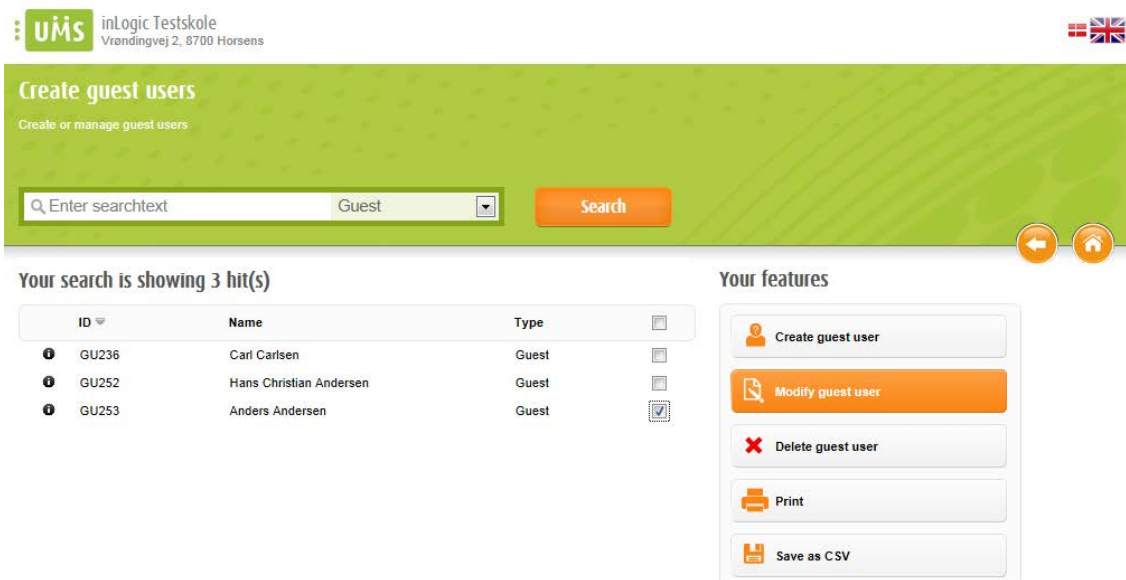 UMS inLogic Testskole
Vrøndingvej 2, 8700 Horsens
Create guest users
Create or manage guest users
Enter searchtext Guest Search
Your search is showing 3 hit(s)
ID Name Type
GU236 Carl Carlsen Guest
GU252 Hans Christian Andersen Guest
GU253 Anders Andersen Guest
Your features
Create guest user
Modify guest user
Delete guest user
Print
Save as CSV